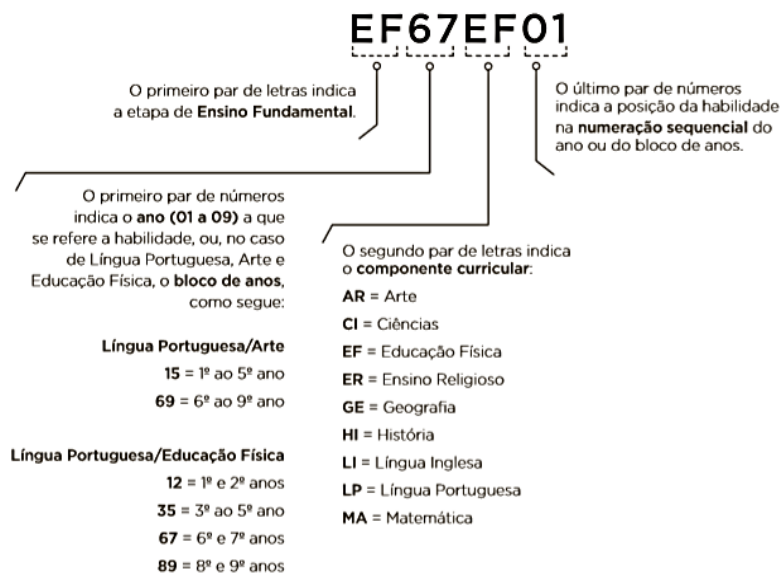 EF67EF01
O primeiro par de letras indica
a etapa de Ensino Fundamental.
O último par de números
indica a posição da habilidade
na numeração sequencial do
ano ou do bloco de anos.
O primeiro par de números
indica o ano (01 a 09) a que
se refere a habilidade, ou, no caso
de Língua Portuguesa, Arte e
Educação Física, o bloco de anos,
como segue:
Língua Portuguesa/Arte
15 = 1º ao 5º ano
69 = 6º ao 9º ano
Língua Portuguesa/Educação Física
12 = 1º e 2º anos
35 = 3º ao 5º ano
67 = 6º e 7º anos
89 = 8º e 9º anos
O segundo par de letras indica
o componente curricular:
AR = Arte
CI = Ciências
EF = Educação Física
ER = Ensino Religioso
GE = Geografia
HI = História
LI = Língua Inglesa
LP = Língua Portuguesa
MA = Matemática